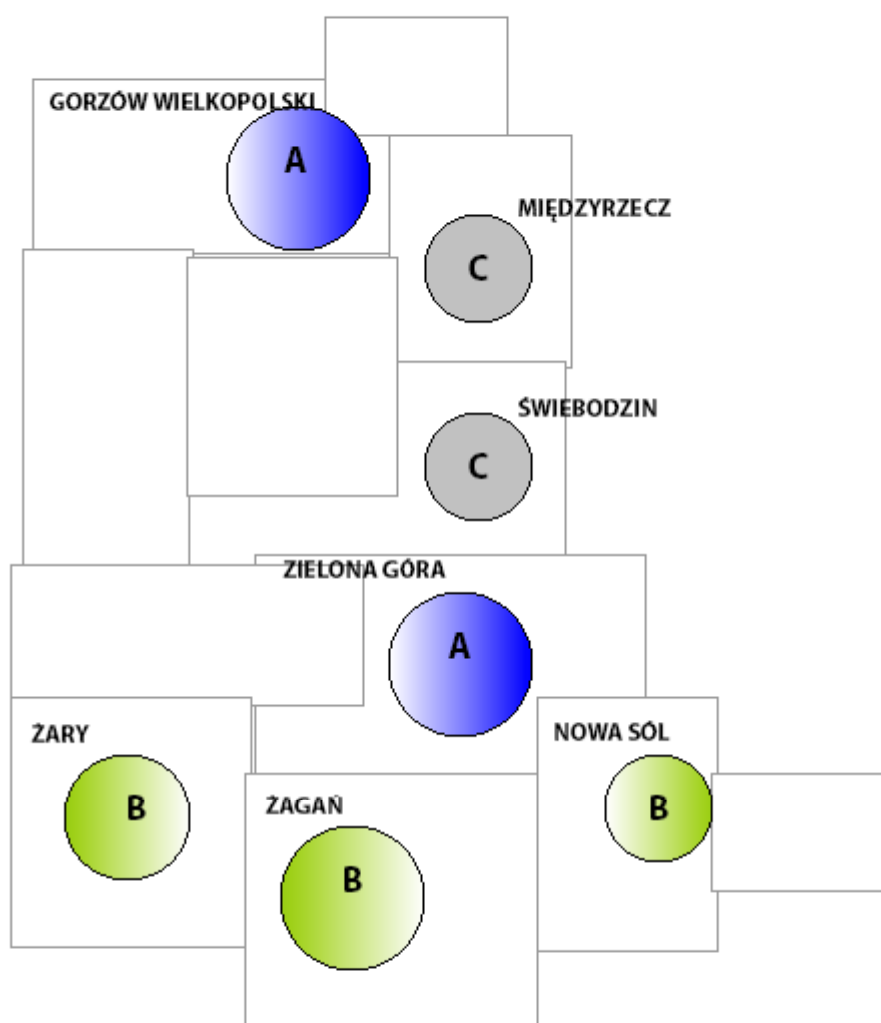 GORZÓW WIELKOPOLSKI
A
MIĘDZYRZECZ
C
ŚWIEBODZIN
C
ZIELONA GÓRA
A
ŻARY
B
NOWA SÓL
B
ŻAGAŃ
B